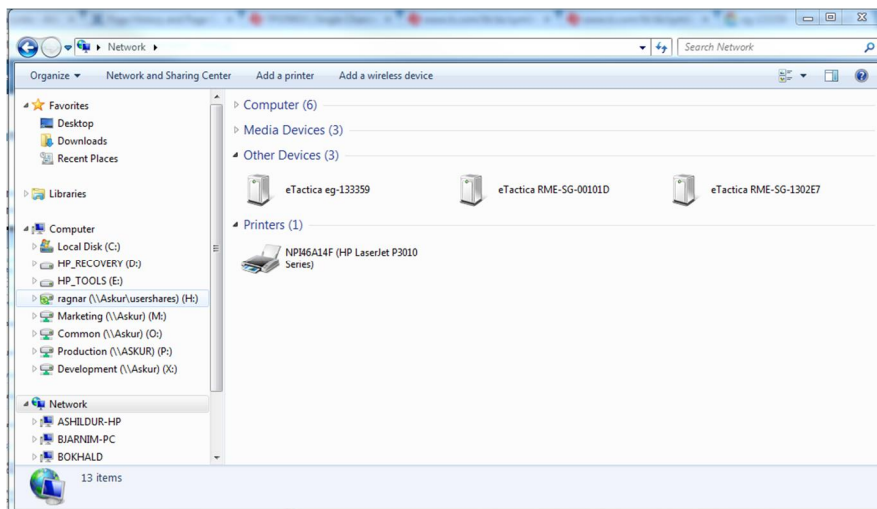 Network
Search Network
Organize
Network and Sharing Center
Add a printer
Add a wireless device
Favorites
Desktop
Downloads
Recent Places
Libraries
Computer
Local Disk (C:)
HP_RECOVERY (D:)
HP_TOOLS (E:)
ragnar (\\Askur\usershares) (H:)
Marketing (\\Askur) (M:)
Common (\\Askur) (O:)
Production (\\ASKUR) (P:)
Development (\\Askur) (X:)
Network
ASHILDUR-HP
BJARNIM-PC
BOKHALD
Computer (6)
Media Devices (3)
Other Devices (3)
eTactica eg-133359
eTactica RME-SG-00101D
eTactica RME-SG-1302E7
Printers (1)
NPI46A14F (HP LaserJet P3010
Series)
13 items